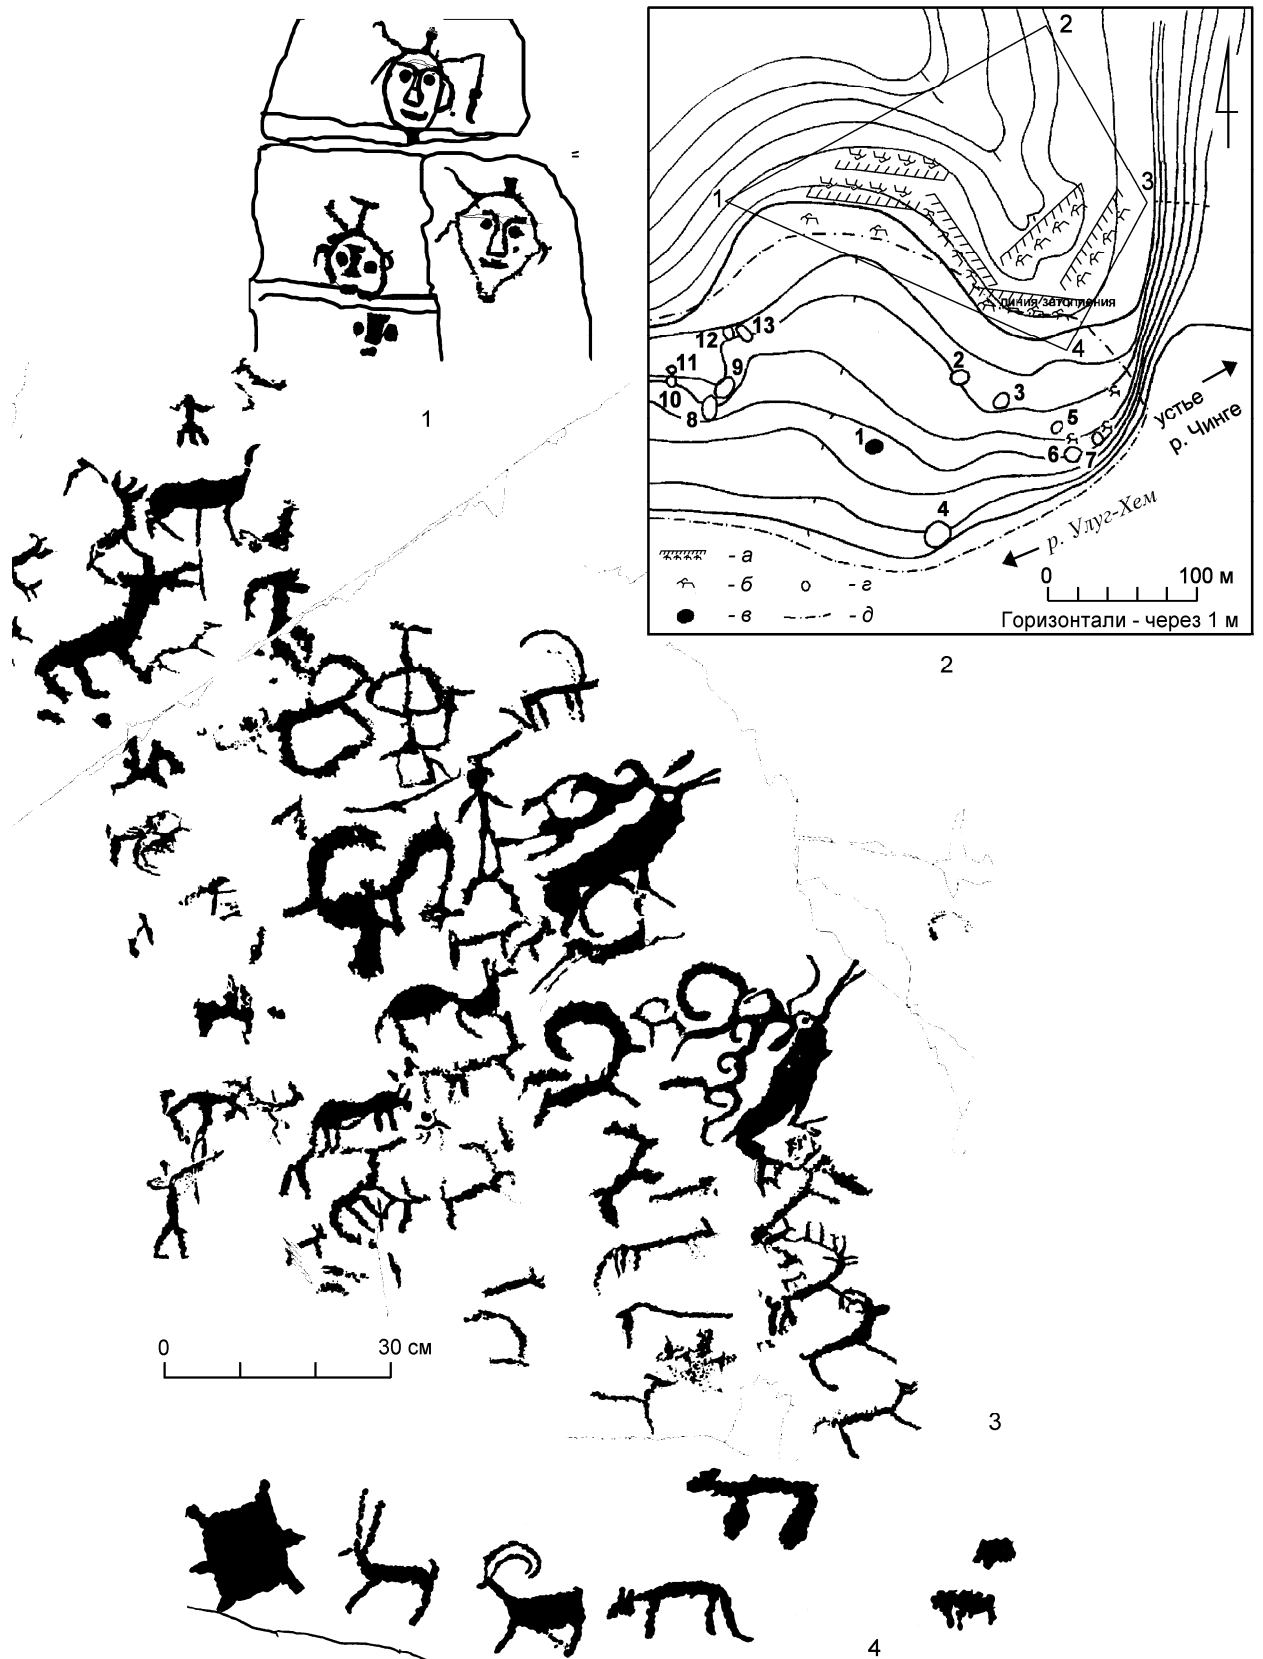 1
2
1
2
3
4
линия затопления
12
13
11
10
9
8
2
3
1
5
6
7
4
устье
р. Чинге
р. Улуг-Хем
- а
- б
- г
- в
- д
0
100 м
Горизонтали - через 1 м
0
30 см
3
4